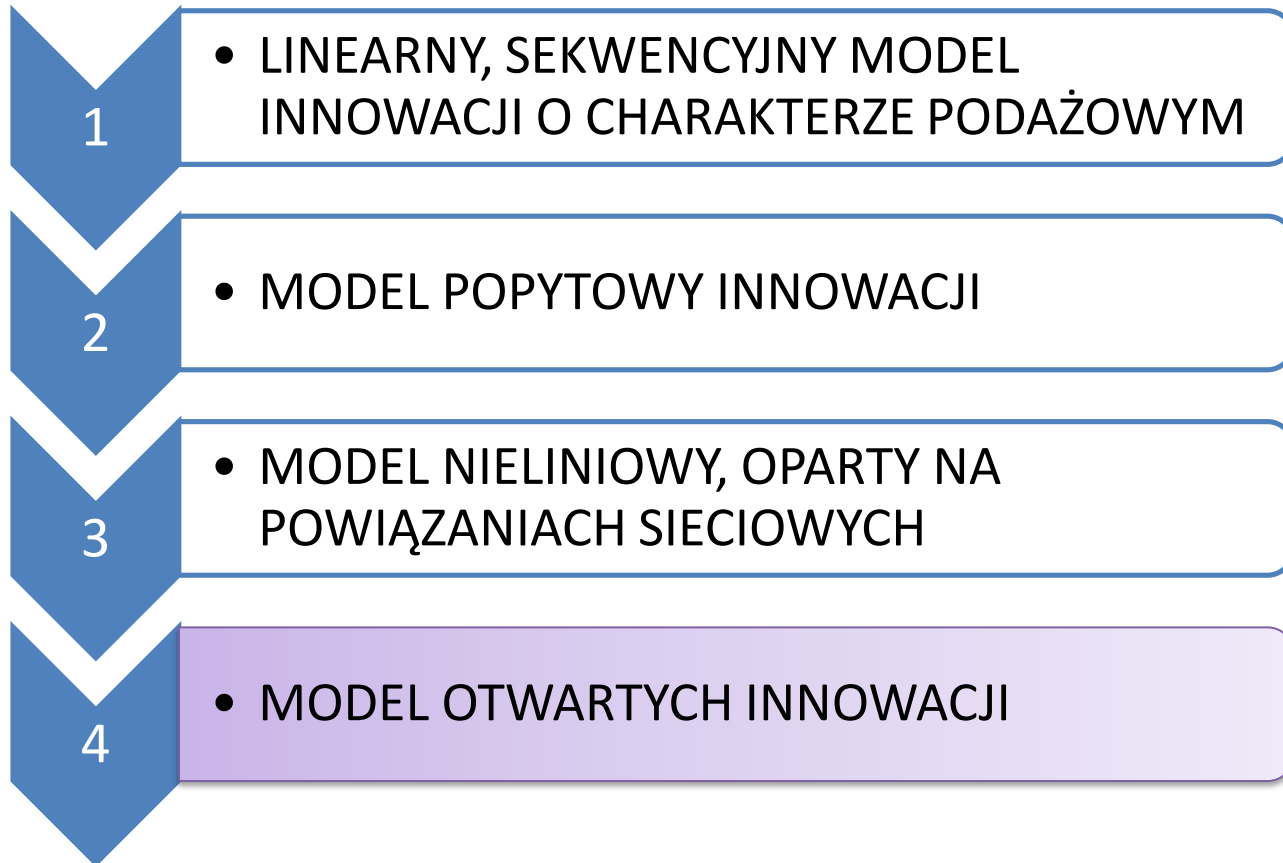 1
• LINEARNY, SEKWENCYJNY MODEL
INNOWACJI O CHARAKTERZE PODAŻOWYM
2
• MODEL POPYTOWY INNOWACJI
3
• MODEL NIELINIOWY, OPARTY NA
POWIĄZANIACH SIECIOWYCH
4
• MODEL OTWARTYCH INNOWACJI